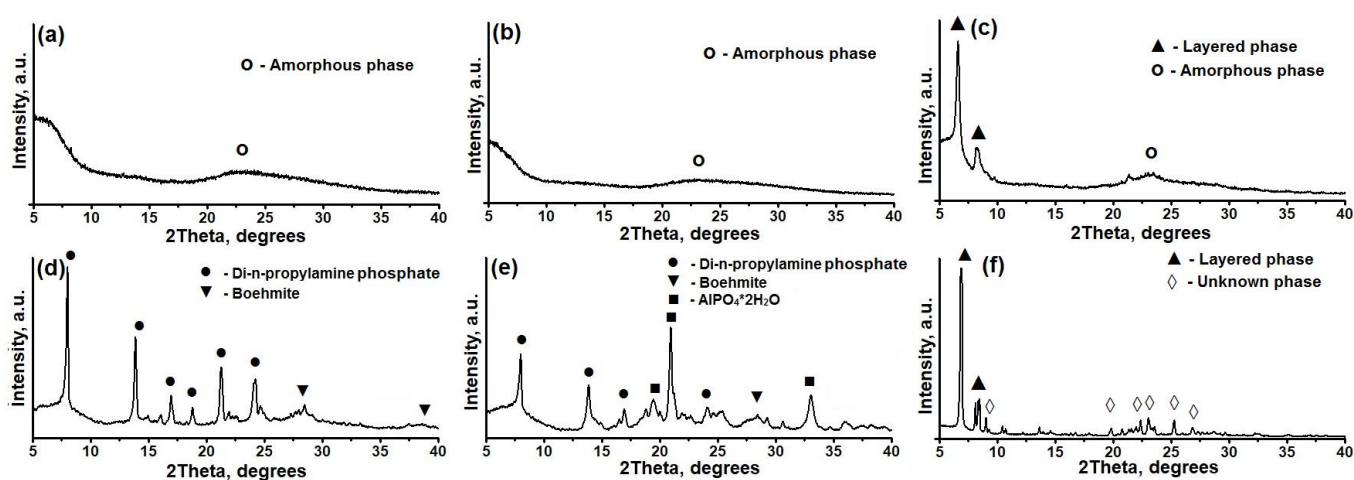 (a)
O - Amorphous phase
O
Intensity, a.u.
5 10 15 20 25 30 35 40
2Theta, degrees
(b)
O - Amorphous phase
O
Intensity, a.u.
5 10 15 20 25 30 35 40
2Theta, degrees
(c)
▲ - Layered phase
O - Amorphous phase
O
Intensity, a.u.
5 10 15 20 25 30 35 40
2Theta, degrees
(d)
● - Di-n-propylamine phosphate
▼ - Boehmite
Intensity, a.u.
5 10 15 20 25 30 35 40
2Theta, degrees
(e)
● - Di-n-propylamine phosphate
▼ - Boehmite
■ - AlPO₄*2H₂O
Intensity, a.u.
5 10 15 20 25 30 35 40
2Theta, degrees
(f)
▲ - Layered phase
◊ - Unknown phase
Intensity, a.u.
5 10 15 20 25 30 35 40
2Theta, degrees